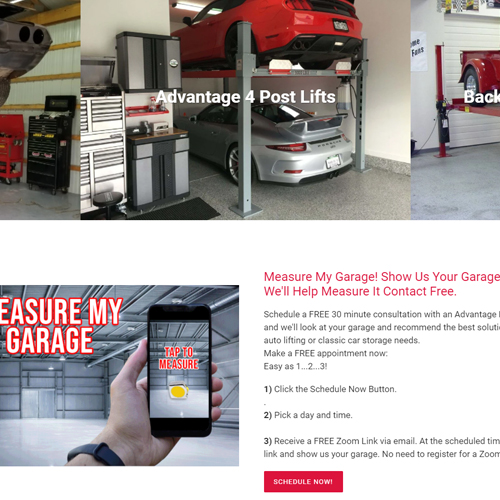 Advantage 4 Post Lifts
Back
Measure My Garage! Show Us Your Garage
We'll Help Measure It Contact Free.
EASURE MY
GARAGE
TAP TO
MEASURE
Schedule a FREE 30 minute consultation with an Advantage
and we'll look at your garage and recommend the best soluti
auto lifting or classic car storage needs.
Make a FREE appointment now:
Easy as 1...2...3!
1) Click the Schedule Now Button.
.
2) Pick a day and time.
3) Receive a FREE Zoom Link via email. At the scheduled tim
link and show us your garage. No need to register for a Zoom
SCHEDULE NOW!